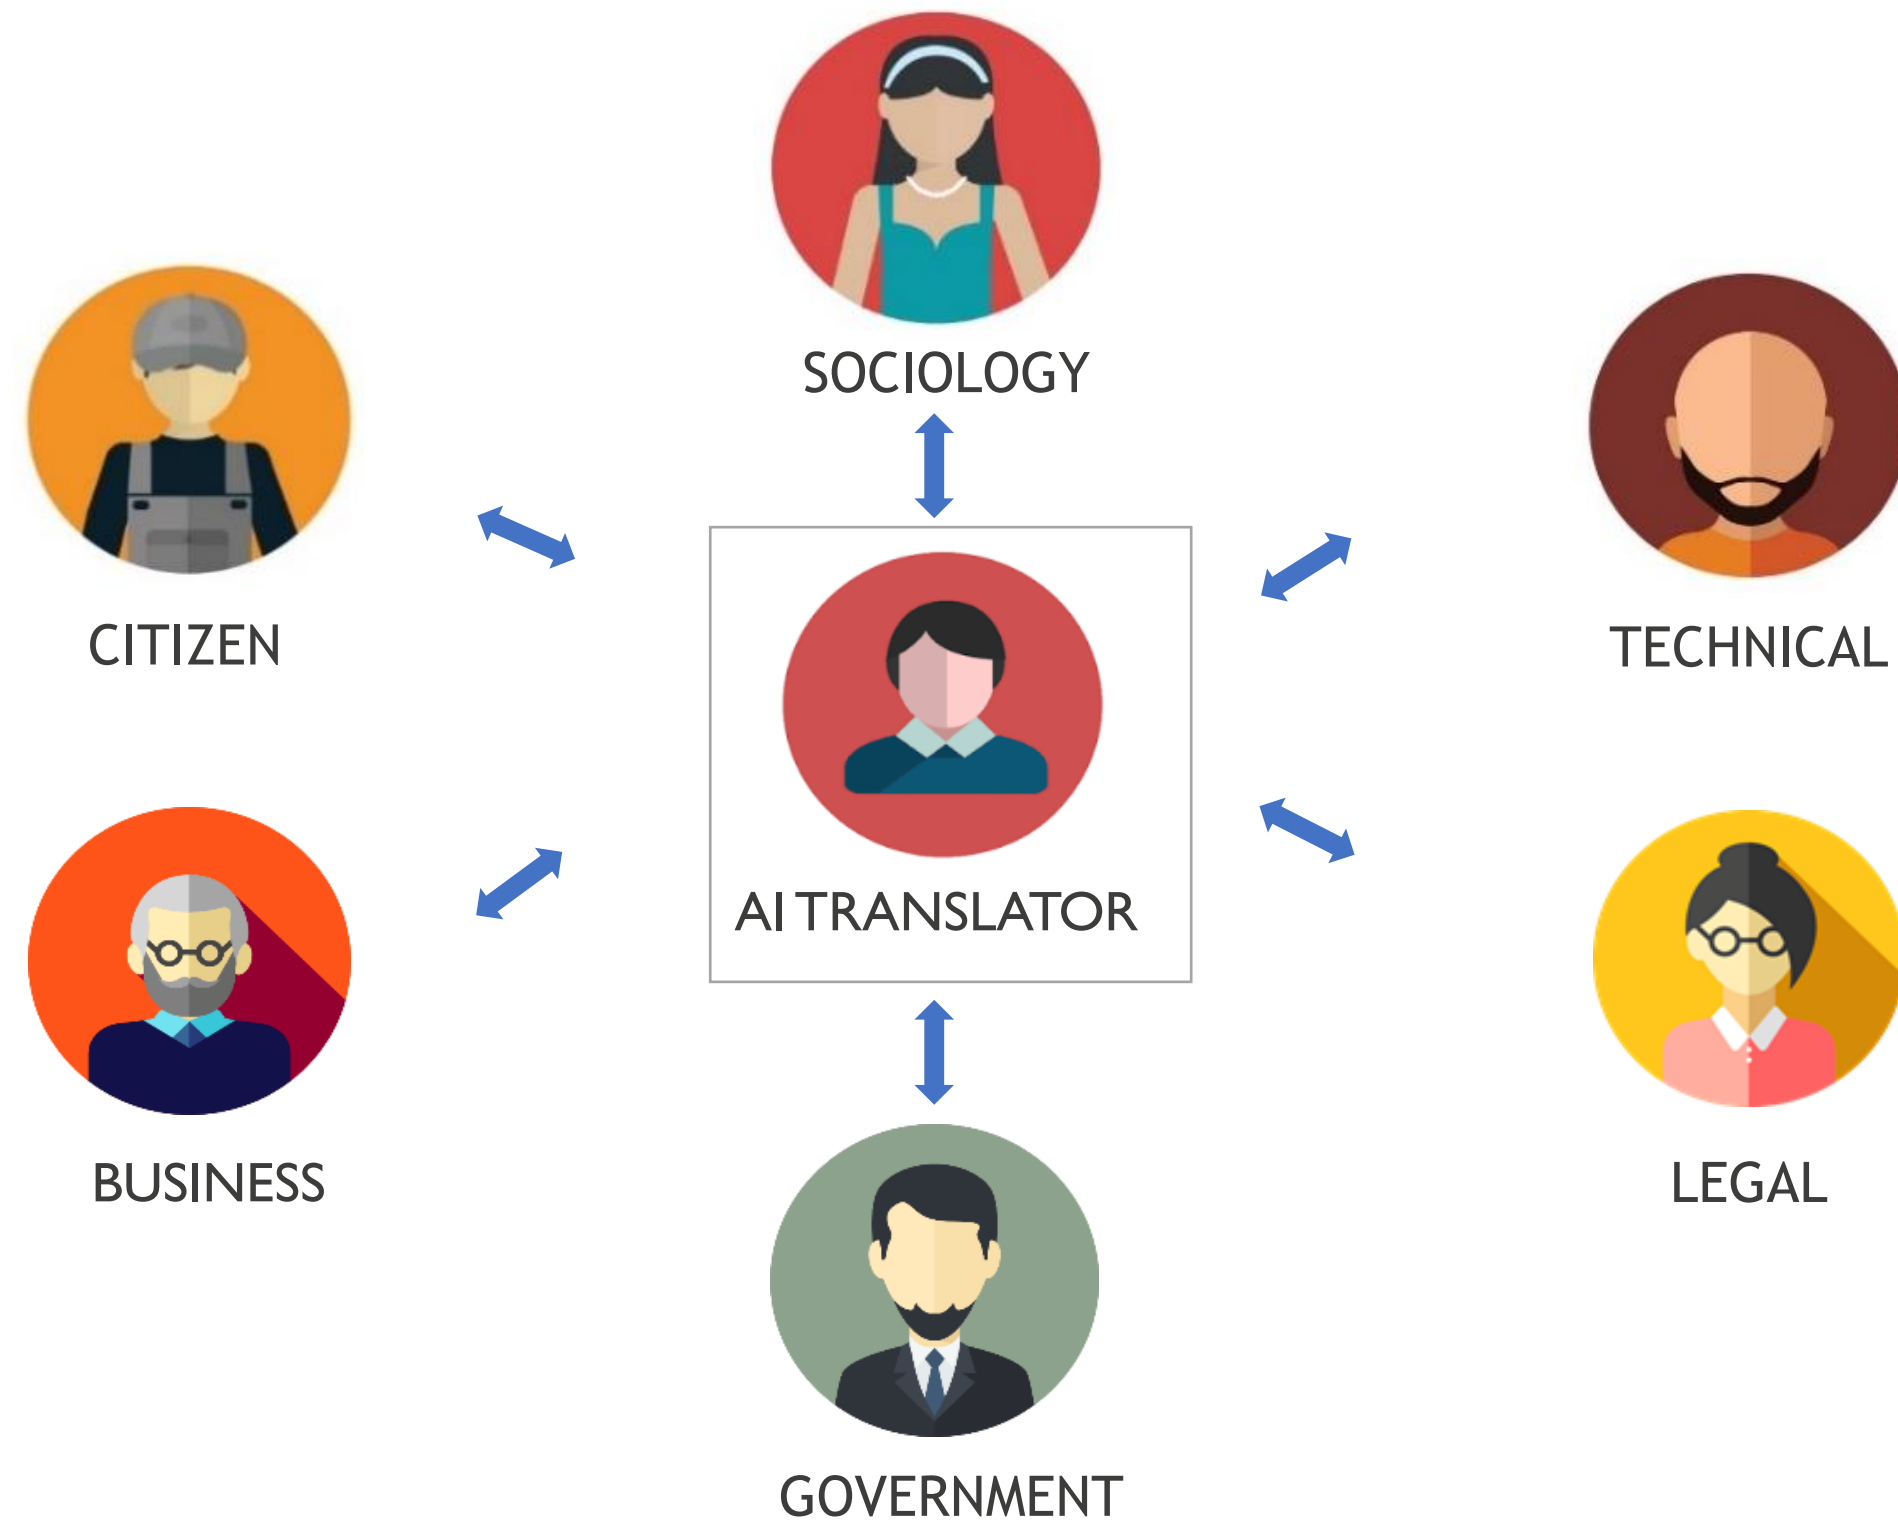 SOCIOLOGY
CITIZEN
TECHNICAL
AI TRANSLATOR
BUSINESS
LEGAL
GOVERNMENT